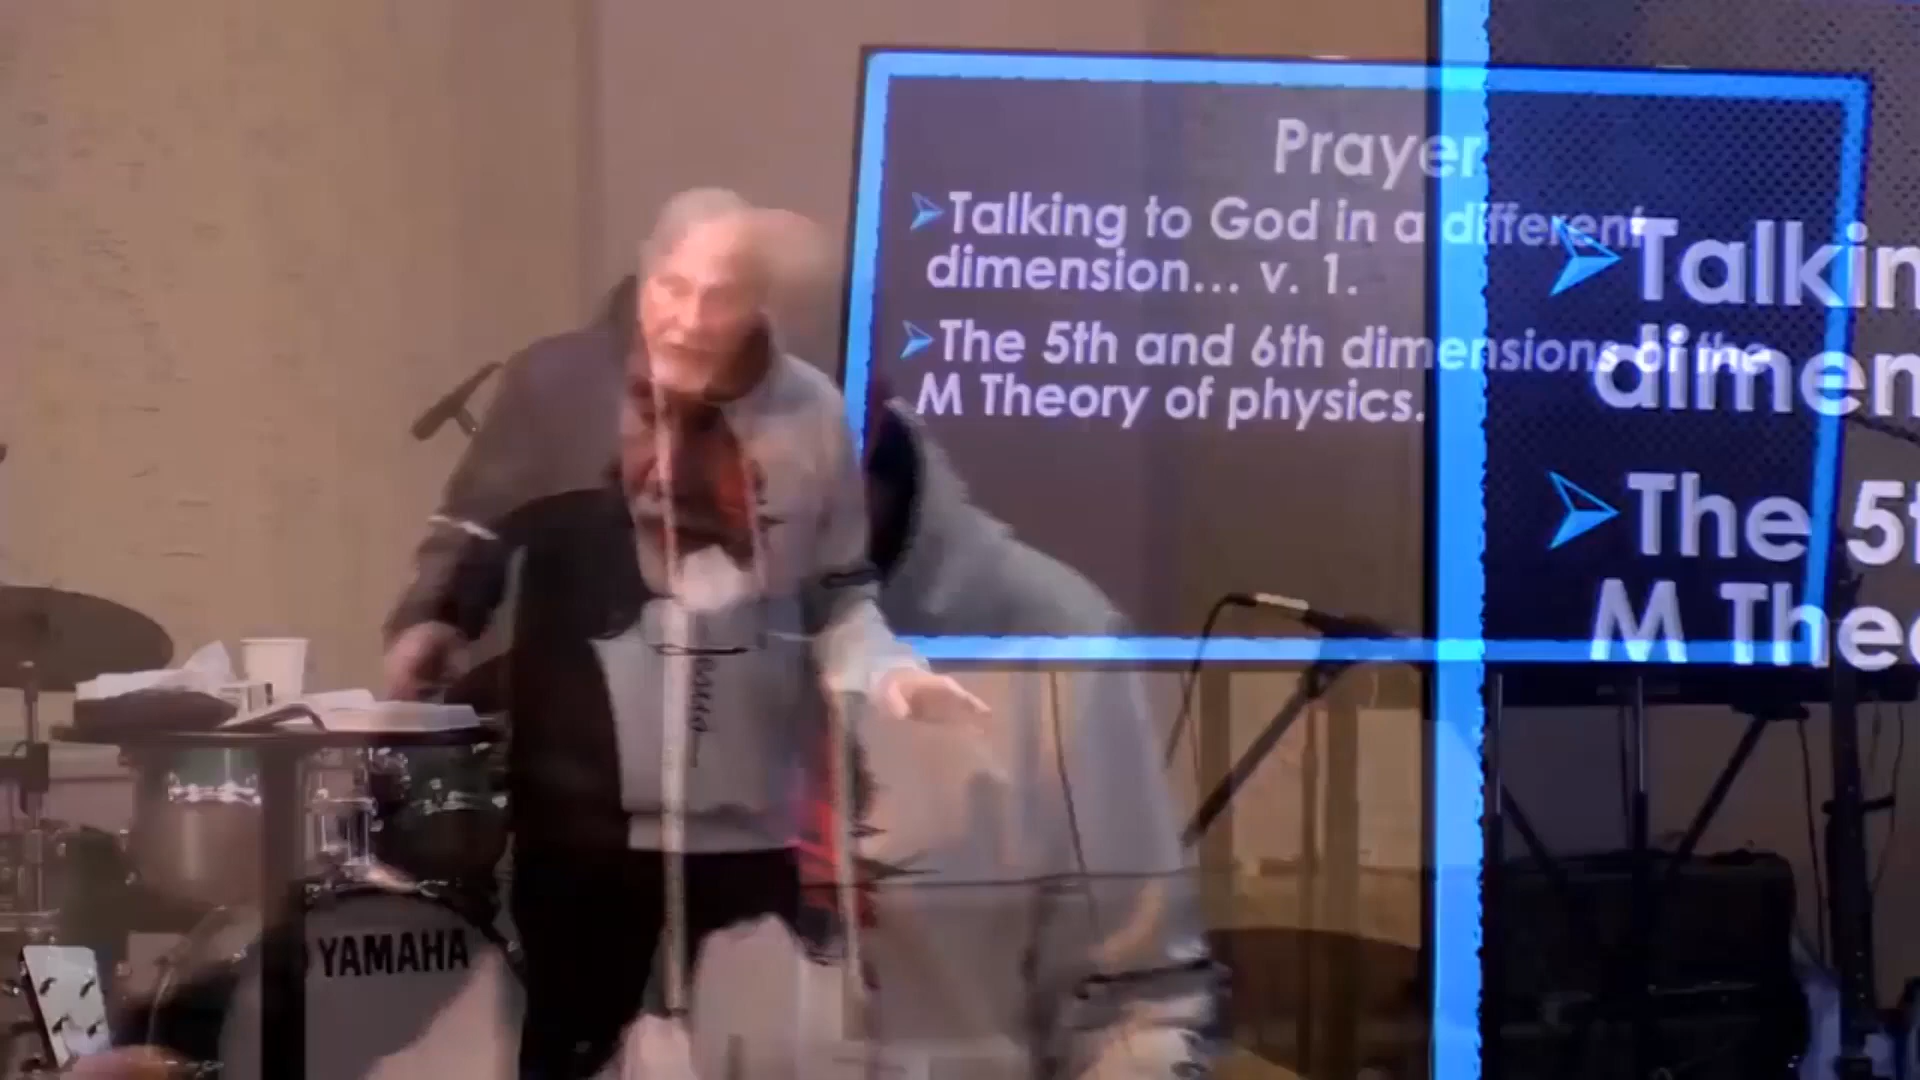 Prayer
Talking to God in a different
dimension... v. 1.
The 5th and 6th dimensions of the
M Theory of physics.
Talkin
dimen
The 5t
M Theo
YAMAHA